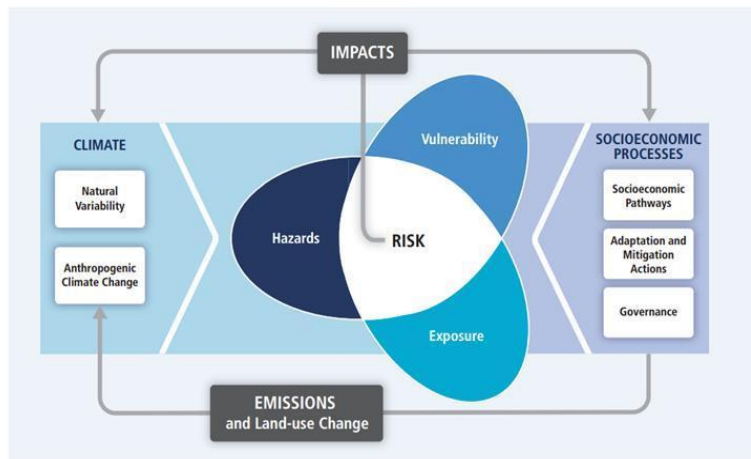 IMPACTS
CLIMATE
Natural
Variability
Anthropogenic
Climate Change
Vulnerability
Hazards
RISK
Exposure
SOCIOECONOMIC
PROCESSES
Socioeconomic
Pathways
Adaptation and
Mitigation
Actions
Governance
EMISSIONS
and Land-use Change